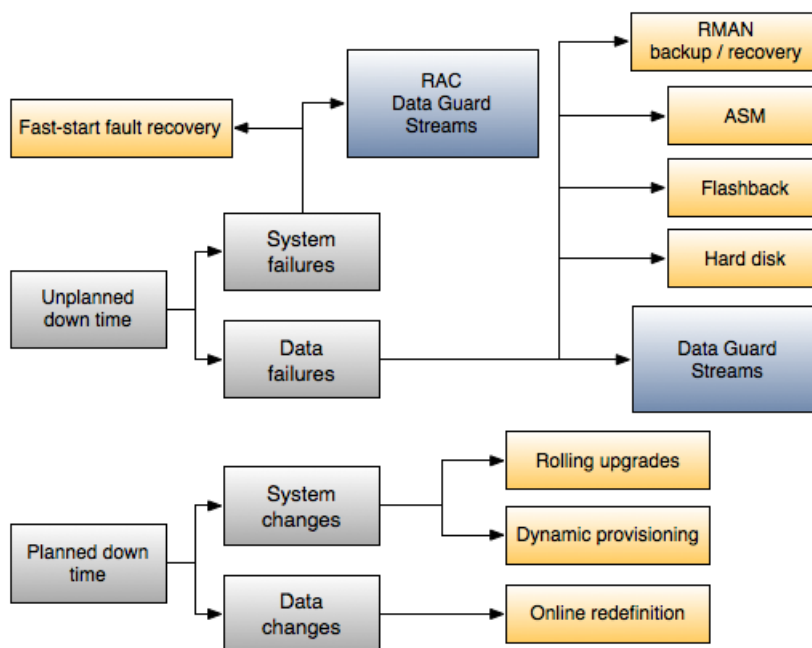 RMAN
backup / recovery
RAC
Data Guard
Streams
Fast-start fault recovery
ASM
Flashback
System
failures
Hard disk
Unplanned
down time
Data
failures
Data Guard
Streams
Rolling upgrades
System
changes
Dynamic provisioning
Planned down
time
Data
changes
Online redefinition